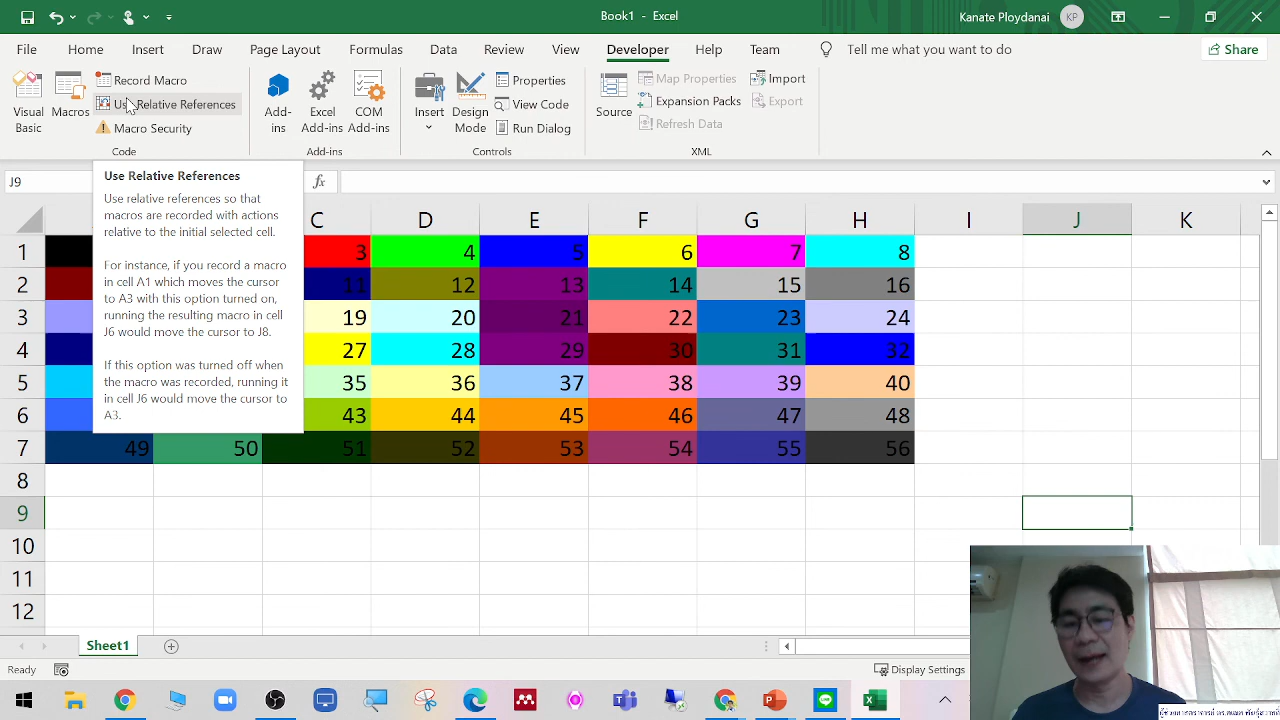 Book1 - Excel
Kanate Ploydanai KP
File Home Insert Draw Page Layout Formulas Data Review View Developer Help Team Tell me what you want to do Share
Visual Basic
Macros
Record Macro
Use Relative References
Macro Security
Code
Add-ins
Excel Add-ins
COM Add-ins
Add-ins
Insert
Design Mode
Properties
View Code
Run Dialog
Controls
Source
Map Properties
Expansion Packs
Refresh Data
Import
Export
XML
J9
fx
Use Relative References
Use relative references so that
macros are recorded with actions
relative to the initial selected cell.
For instance, if you record a macro
in cell A1 which moves the cursor
to A3 with this option turned on,
running the resulting macro in cell
J6 would move the cursor to J8.
If this option was turned off when
the macro was recorded, running it
in cell J6 would move the cursor to
A3.
C D E F G H I J K
1 3 4 5 6 7 8
2 11 12 13 14 15 16
3 19 20 21 22 23 24
4 27 28 29 30 31 32
5 35 36 37 38 39 40
6 43 44 45 46 47 48
7 49 50 51 52 53 54 55 56
8
9
10
11
12
Sheet1
Ready
Display Settings